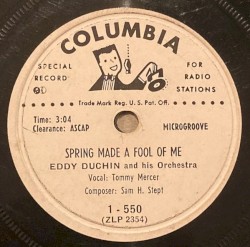 COLUMBIA
SPECIAL RECORD
FOR RADIO STATIONS
Trade Mark Reg. U.S. Pat. Off.
Time: 3:04
Clearance: ASCAP
MICROGROOVE
SPRING MADE A FOOL OF ME
EDDY DUCHIN and his Orchestra
Vocal: Tommy Mercer
Composer: Sam H. Stept
1-550
(ZLP 2354)